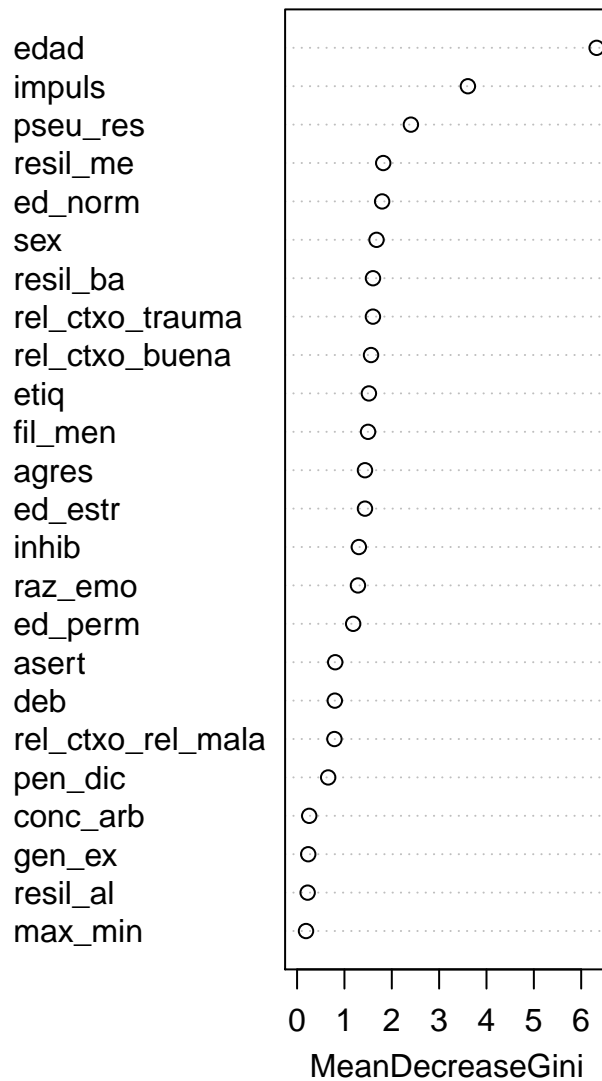 edad
impuls
pseu_res
resil_me
ed_norm
sex
resil_ba
rel_ctxo_trauma
rel_ctxo_buena
etiq
fil_men
agres
ed_estr
inhib
raz_emo
ed_perm
asert
deb
rel_ctxo_rel_mala
pen_dic
conc_arb
gen_ex
resil_al
max_min
0 1 2 3 4 5 6
MeanDecreaseGini